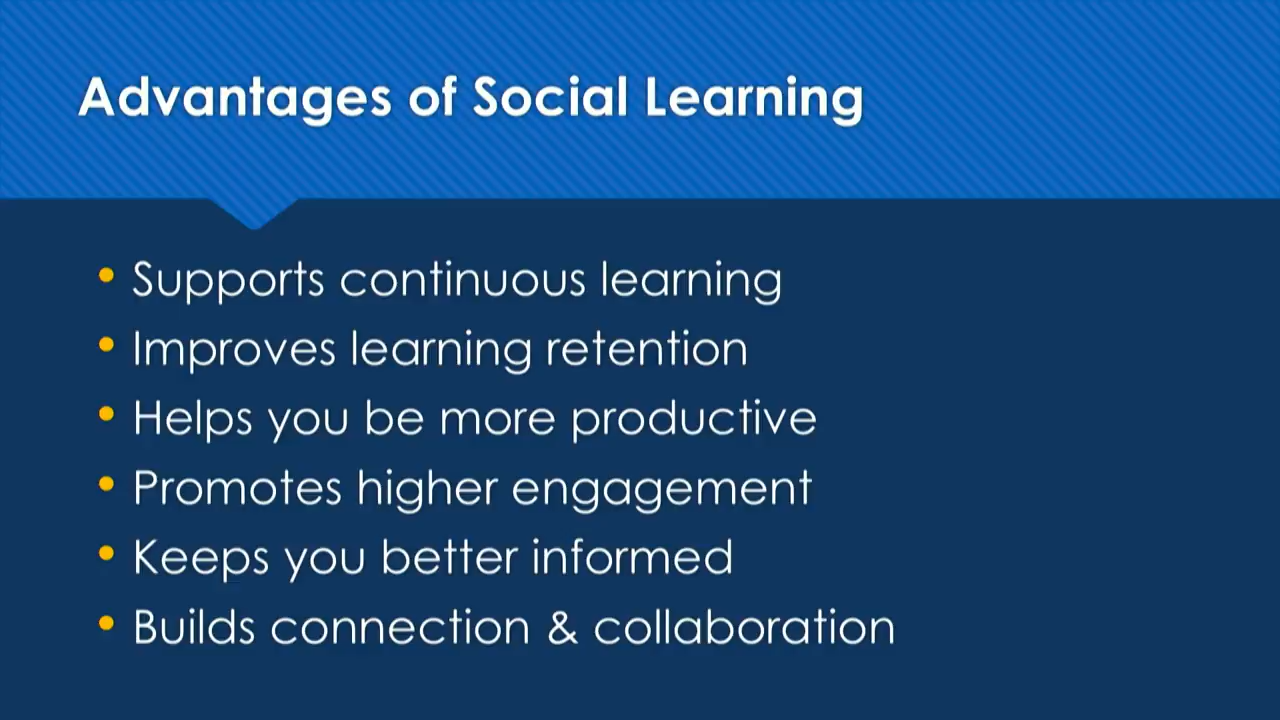 Advantages of Social Learning
• Supports continuous learning
• Improves learning retention
• Helps you be more productive
• Promotes higher engagement
• Keeps you better informed
• Builds connection & collaboration